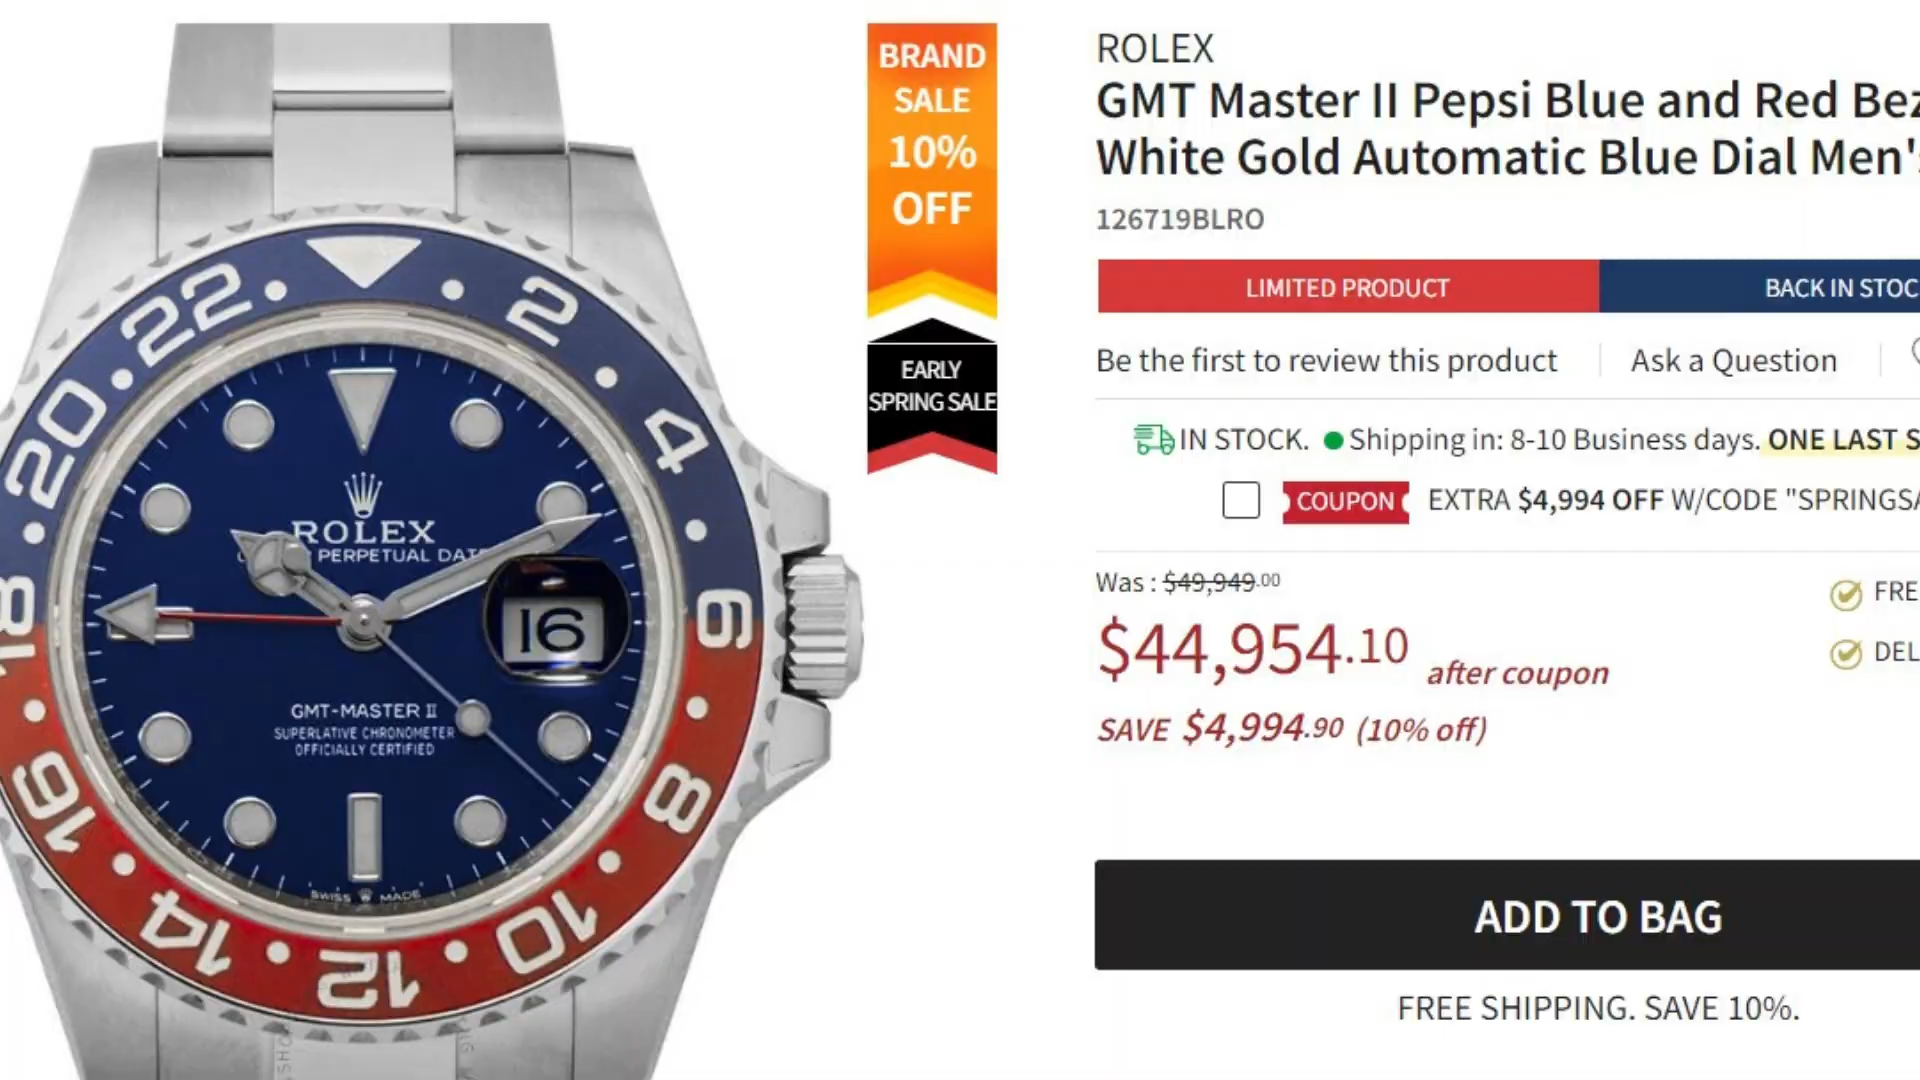 BRAND
SALE
10%
OFF
EARLY
SPRING SALE
ROLEX
GMT Master II Pepsi Blue and Red Bez
White Gold Automatic Blue Dial Men's
126719BLRO
LIMITED PRODUCT
BACK IN STOC
Be the first to review this product
Ask a Question
IN STOCK. Shipping in: 8-10 Business days. ONE LAST S
COUPON EXTRA $4,994 OFF W/CODE "SPRINGSA
Was : $49,949.00
$44,954.10 after coupon
SAVE $4,994.90 (10% off)
FRE
DEL
ADD TO BAG
FREE SHIPPING. SAVE 10%.
22
2
20
4
18
6
16
8
14
12
10
ROLEX
PERPETUAL DATE
16
GMT-MASTER II
SUPERLATIVE CHRONOMETER
OFFICIALLY CERTIFIED
SWISS MADE